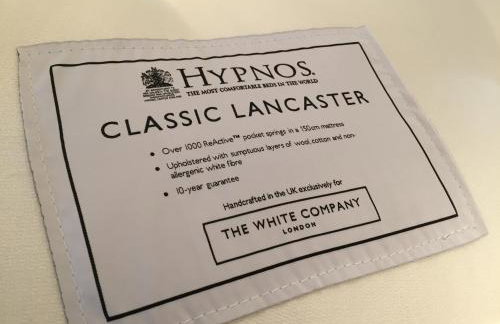 HYPNOS.
THE MOST COMFORTABLE BEDS IN THE WORLD
CLASSIC LANCASTER
• Over 1000 ReActive™ pocket springs in a 150cm mattress
• Upholstered with sumptuous layers of wool, cotton and non-
allergenic white fibre
• 10-year guarantee
Handcrafted in the UK exclusively for
THE WHITE COMPANY
LONDON